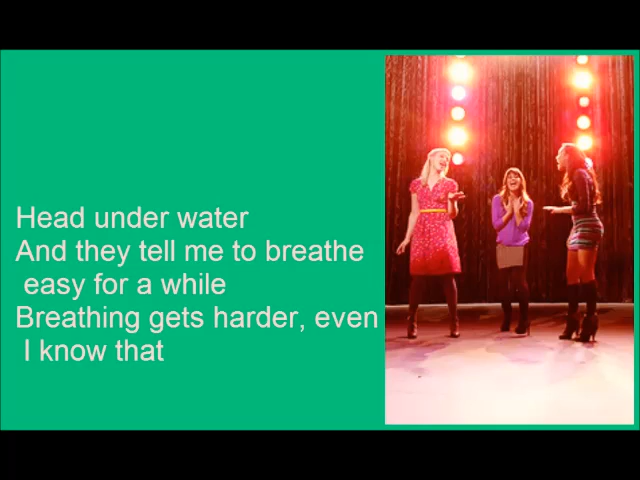 Head under water
And they tell me to breathe
easy for a while
Breathing gets harder, even
I know that